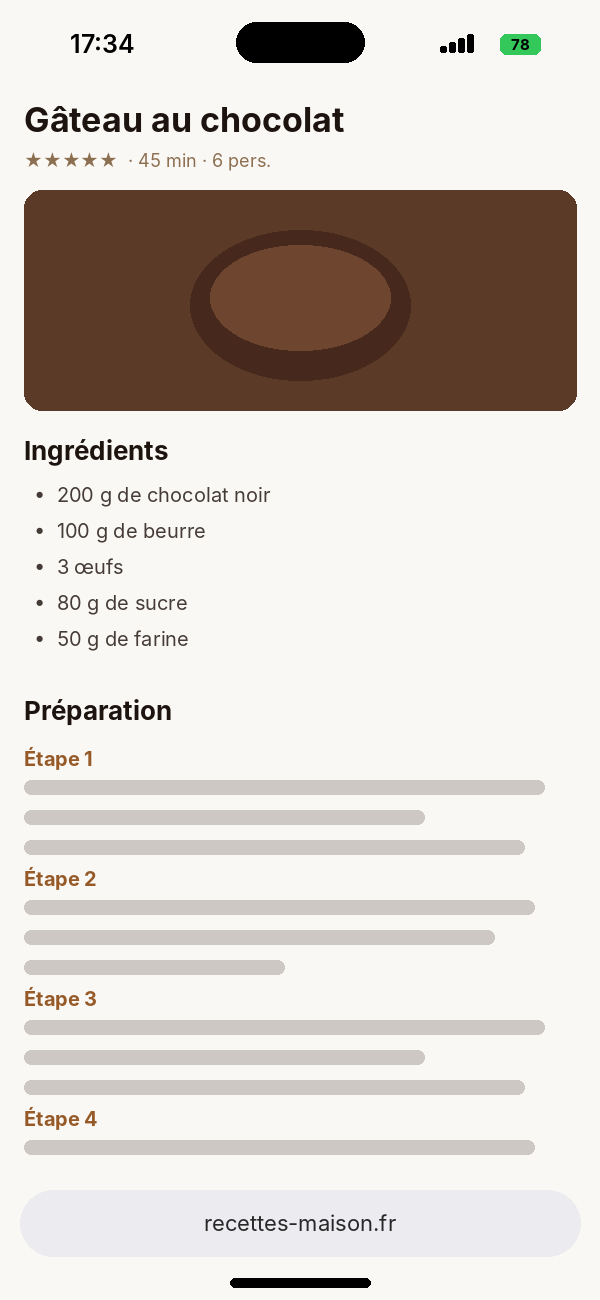 17:34
78
Gâteau au chocolat
★★★★★ · 45 min · 6 pers.
Ingrédients
• 200 g de chocolat noir
• 100 g de beurre
• 3 œufs
• 80 g de sucre
• 50 g de farine
Préparation
Étape 1
Étape 2
Étape 3
Étape 4
recettes-maison.fr